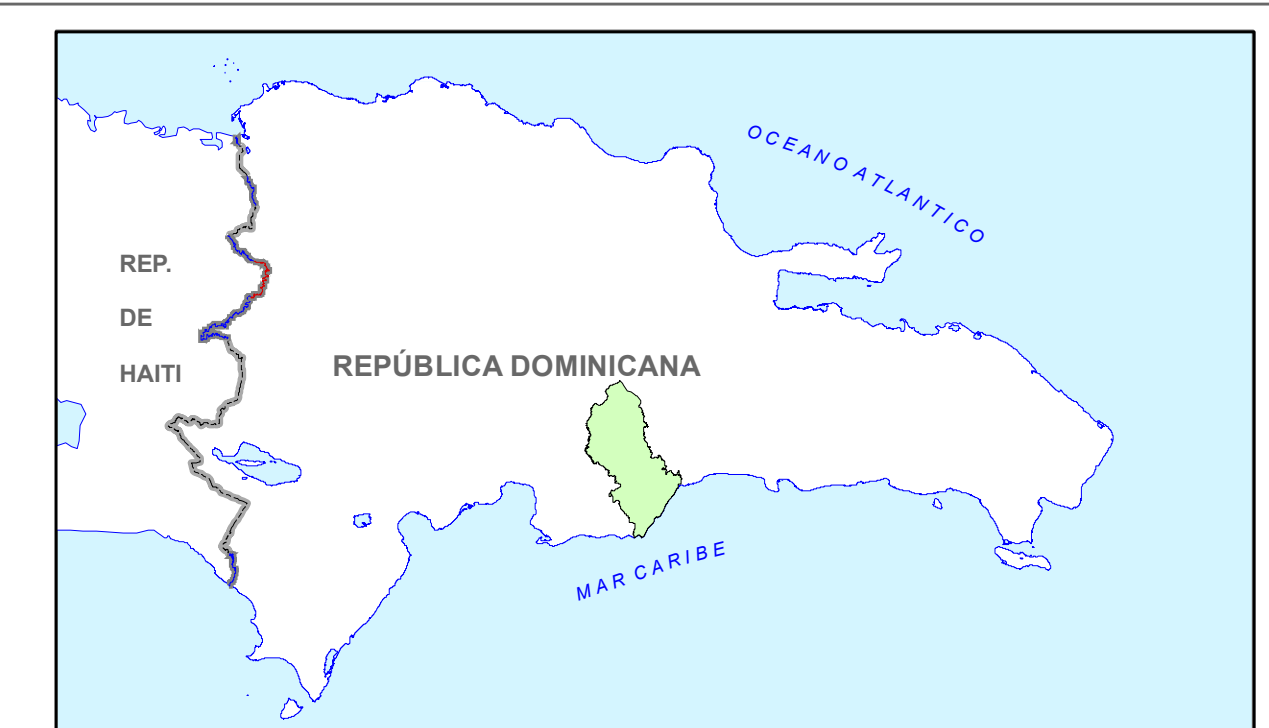 OCEANO ATLANTICO
REP.
DE
HAITI
REPÚBLICA DOMINICANA
MAR CARIBE